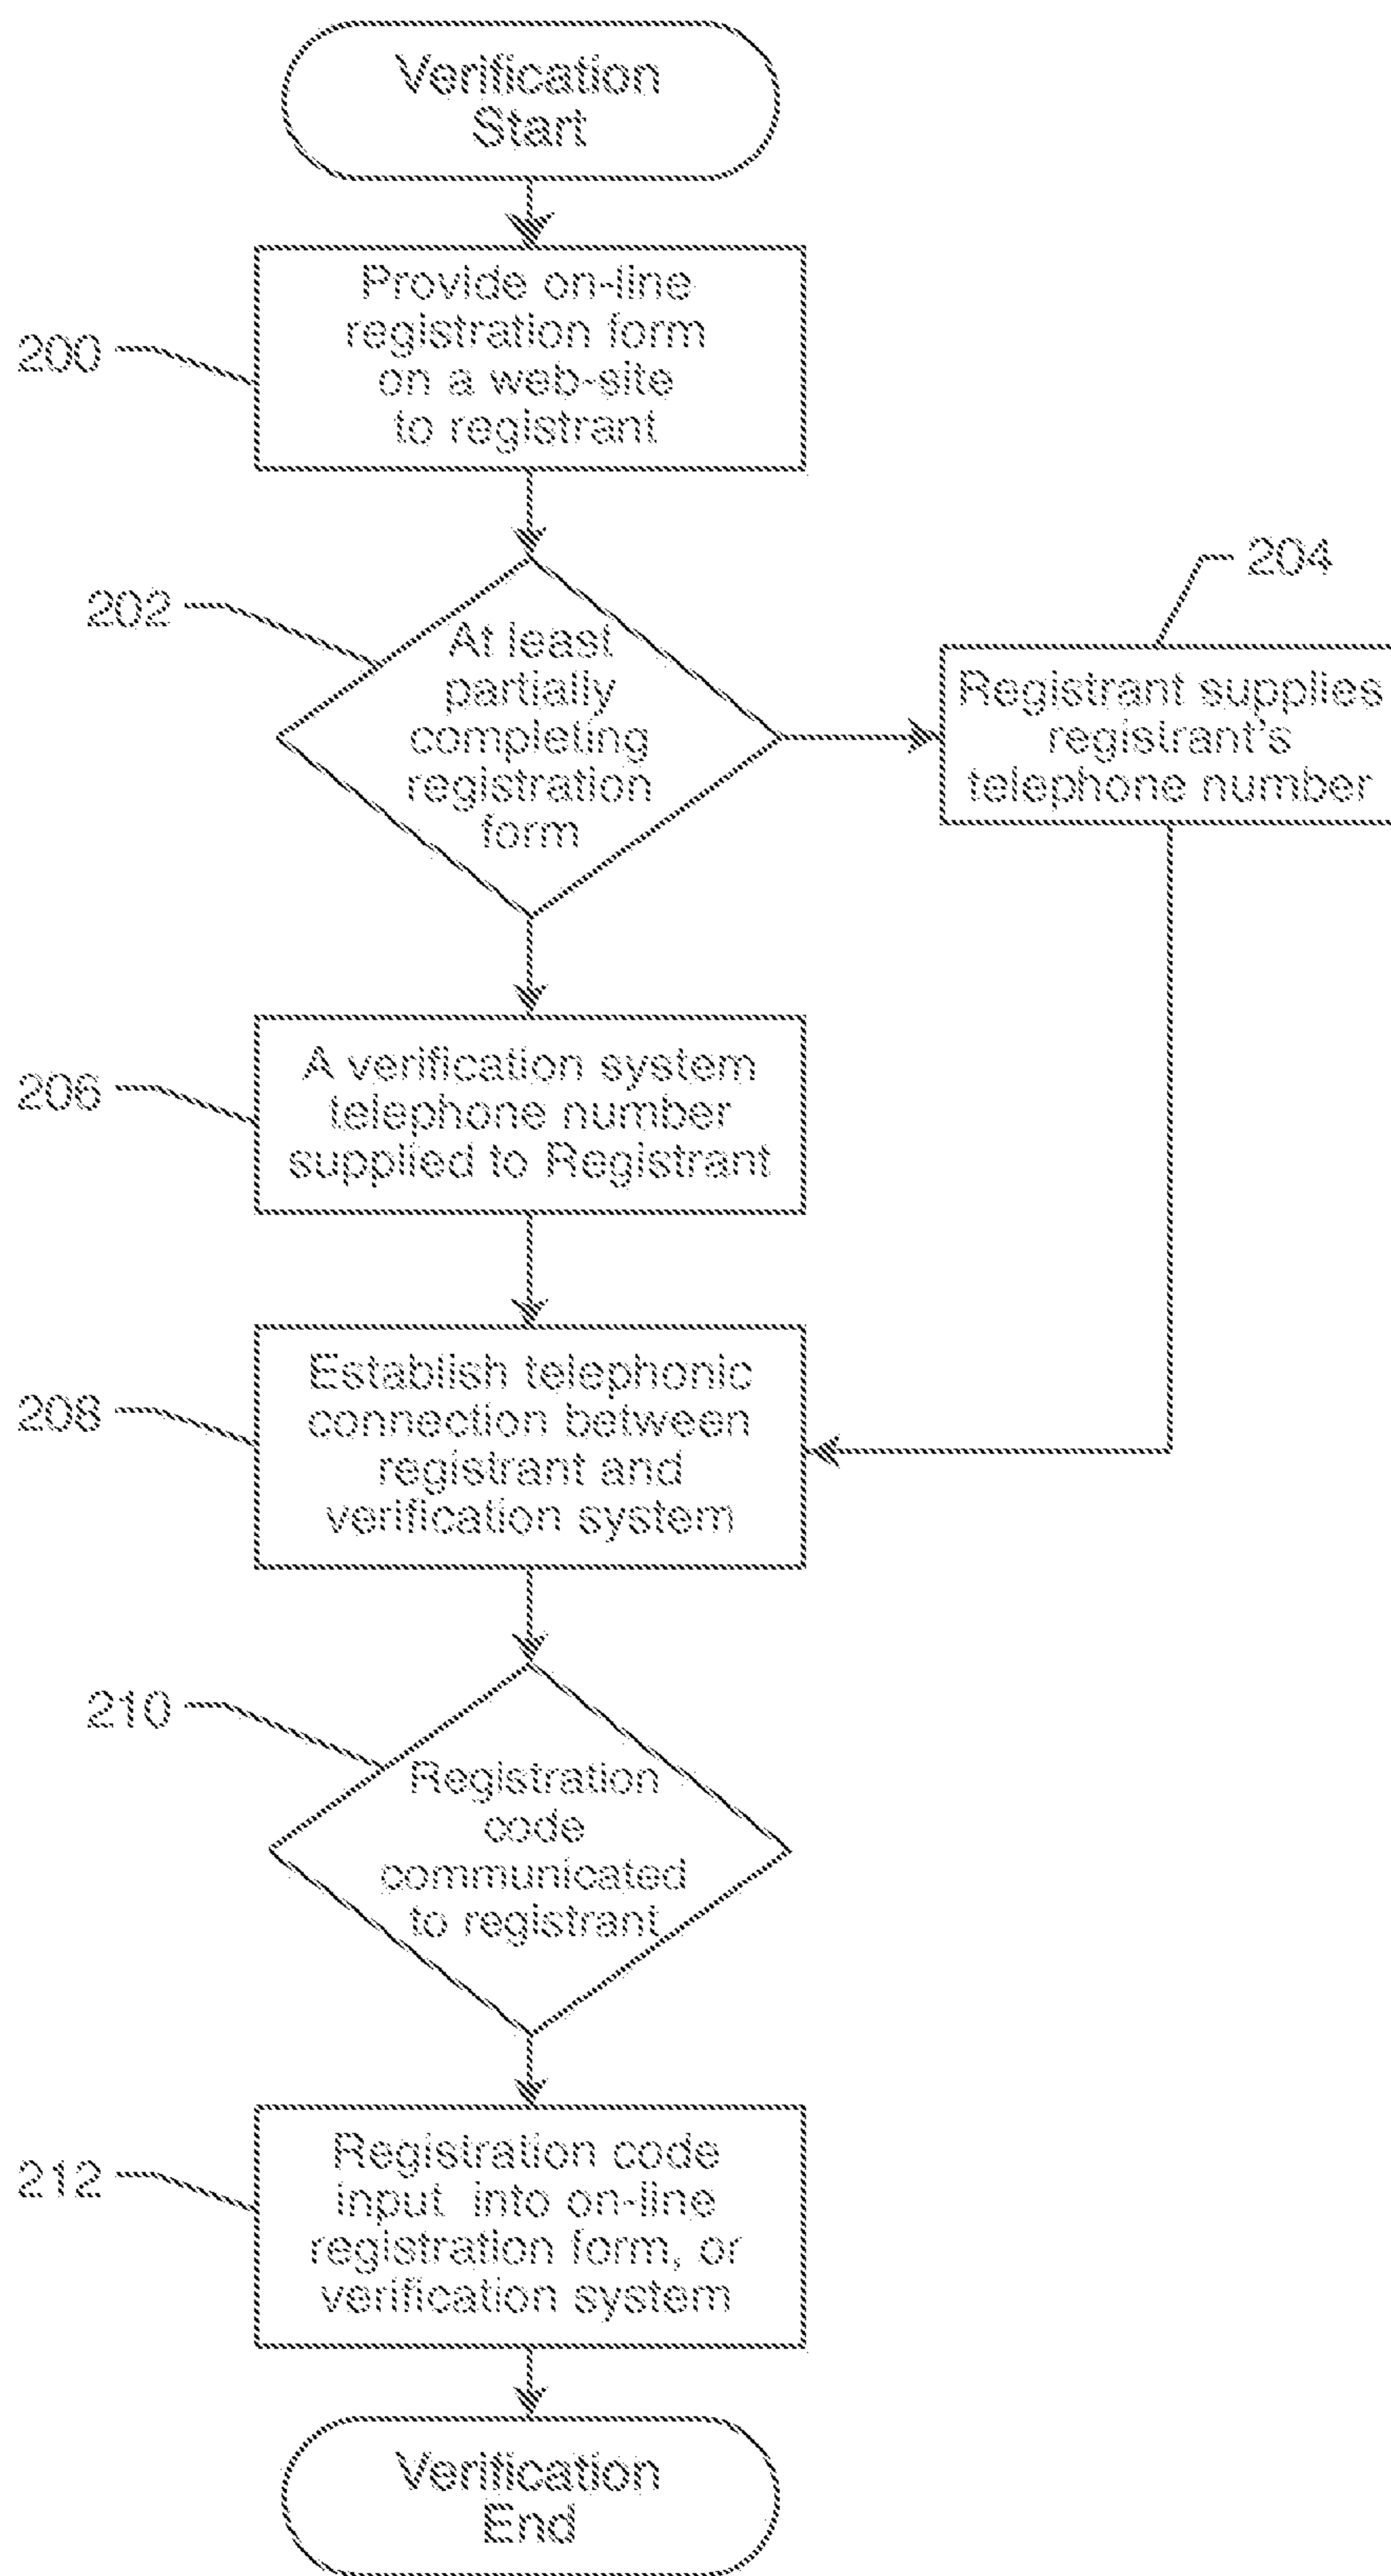 Verification
Start
200
Provide on-line
registration form
on a web-site
to registrant
202
At least
partially
completing
registration
form
204
Registrant supplies
registrant's
telephone number
206
A verification system
telephone number
supplied to Registrant
208
Establish telephonic
connection between
registrant and
verification system
210
Registration
code
communicated
to registrant
212
Registration code
input into on-line
registration form, or
verification system
Verification
End